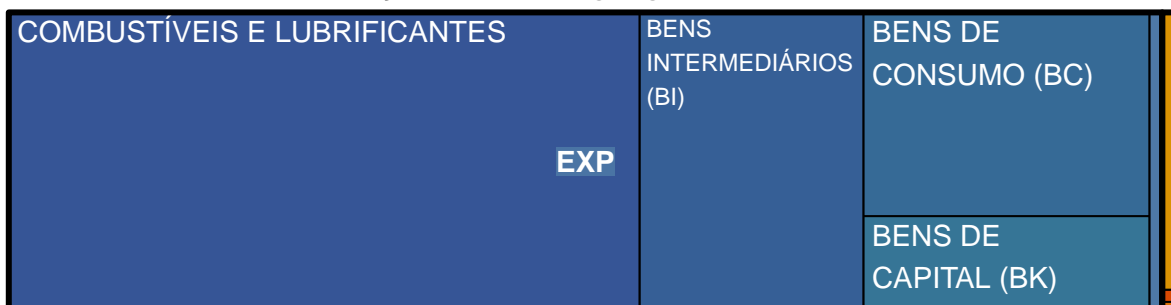 COMBUSTÍVEIS E LUBRIFICANTES
BENS
INTERMEDIÁRIOS
(BI)
BENS DE
CONSUMO (BC)
EXP
BENS DE
CAPITAL (BK)